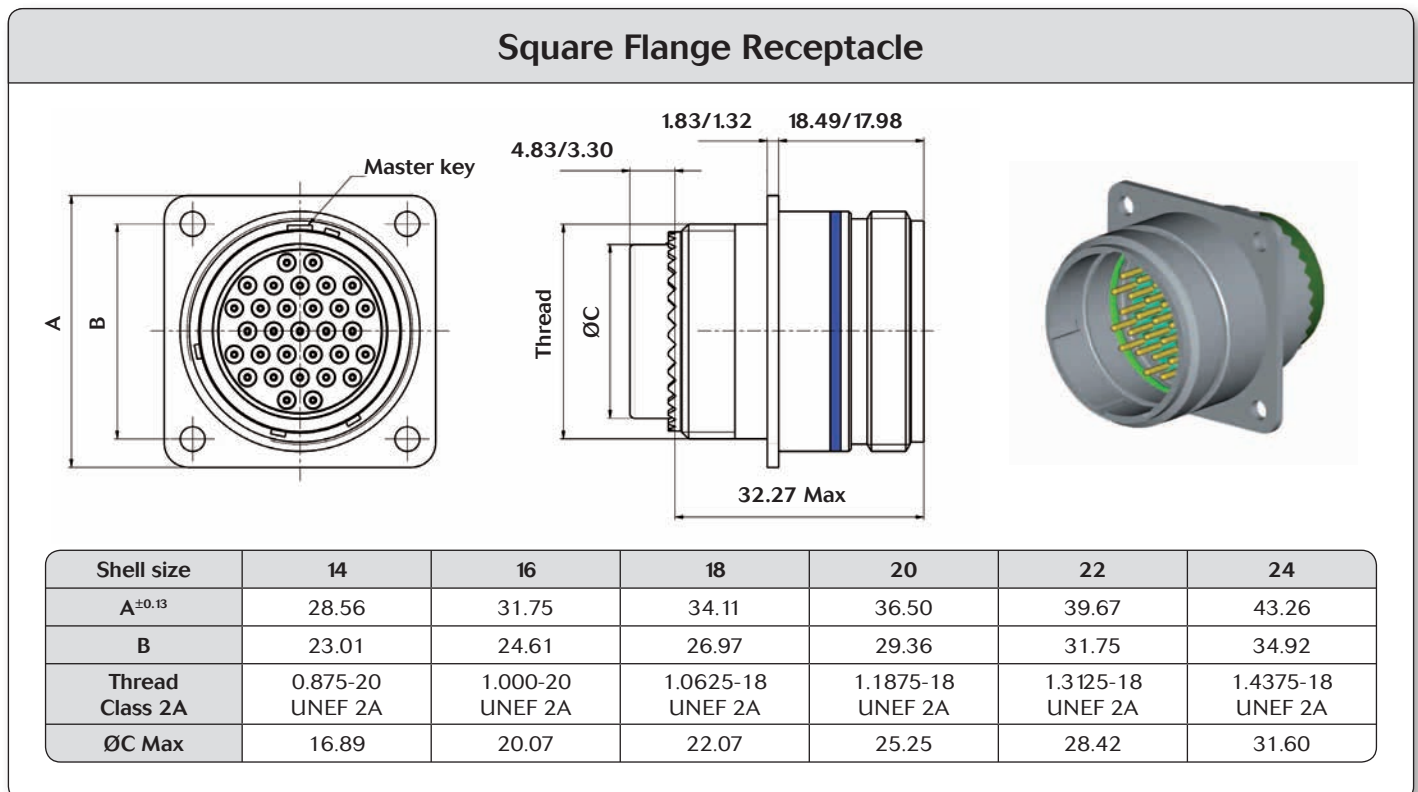 Square Flange Receptacle
1.83/1.32 18.49/17.98
4.83/3.30
Master key
A
B
Thread
ØC
32.27 Max
Shell size 14 16 18 20 22 24
A±0.13 28.56 31.75 34.11 36.50 39.67 43.26
B 23.01 24.61 26.97 29.36 31.75 34.92
Thread 0.875-20 1.000-20 1.0625-18 1.1875-18 1.3125-18 1.4375-18
Class 2A UNEF 2A UNEF 2A UNEF 2A UNEF 2A UNEF 2A UNEF 2A
ØC Max 16.89 20.07 22.07 25.25 28.42 31.60